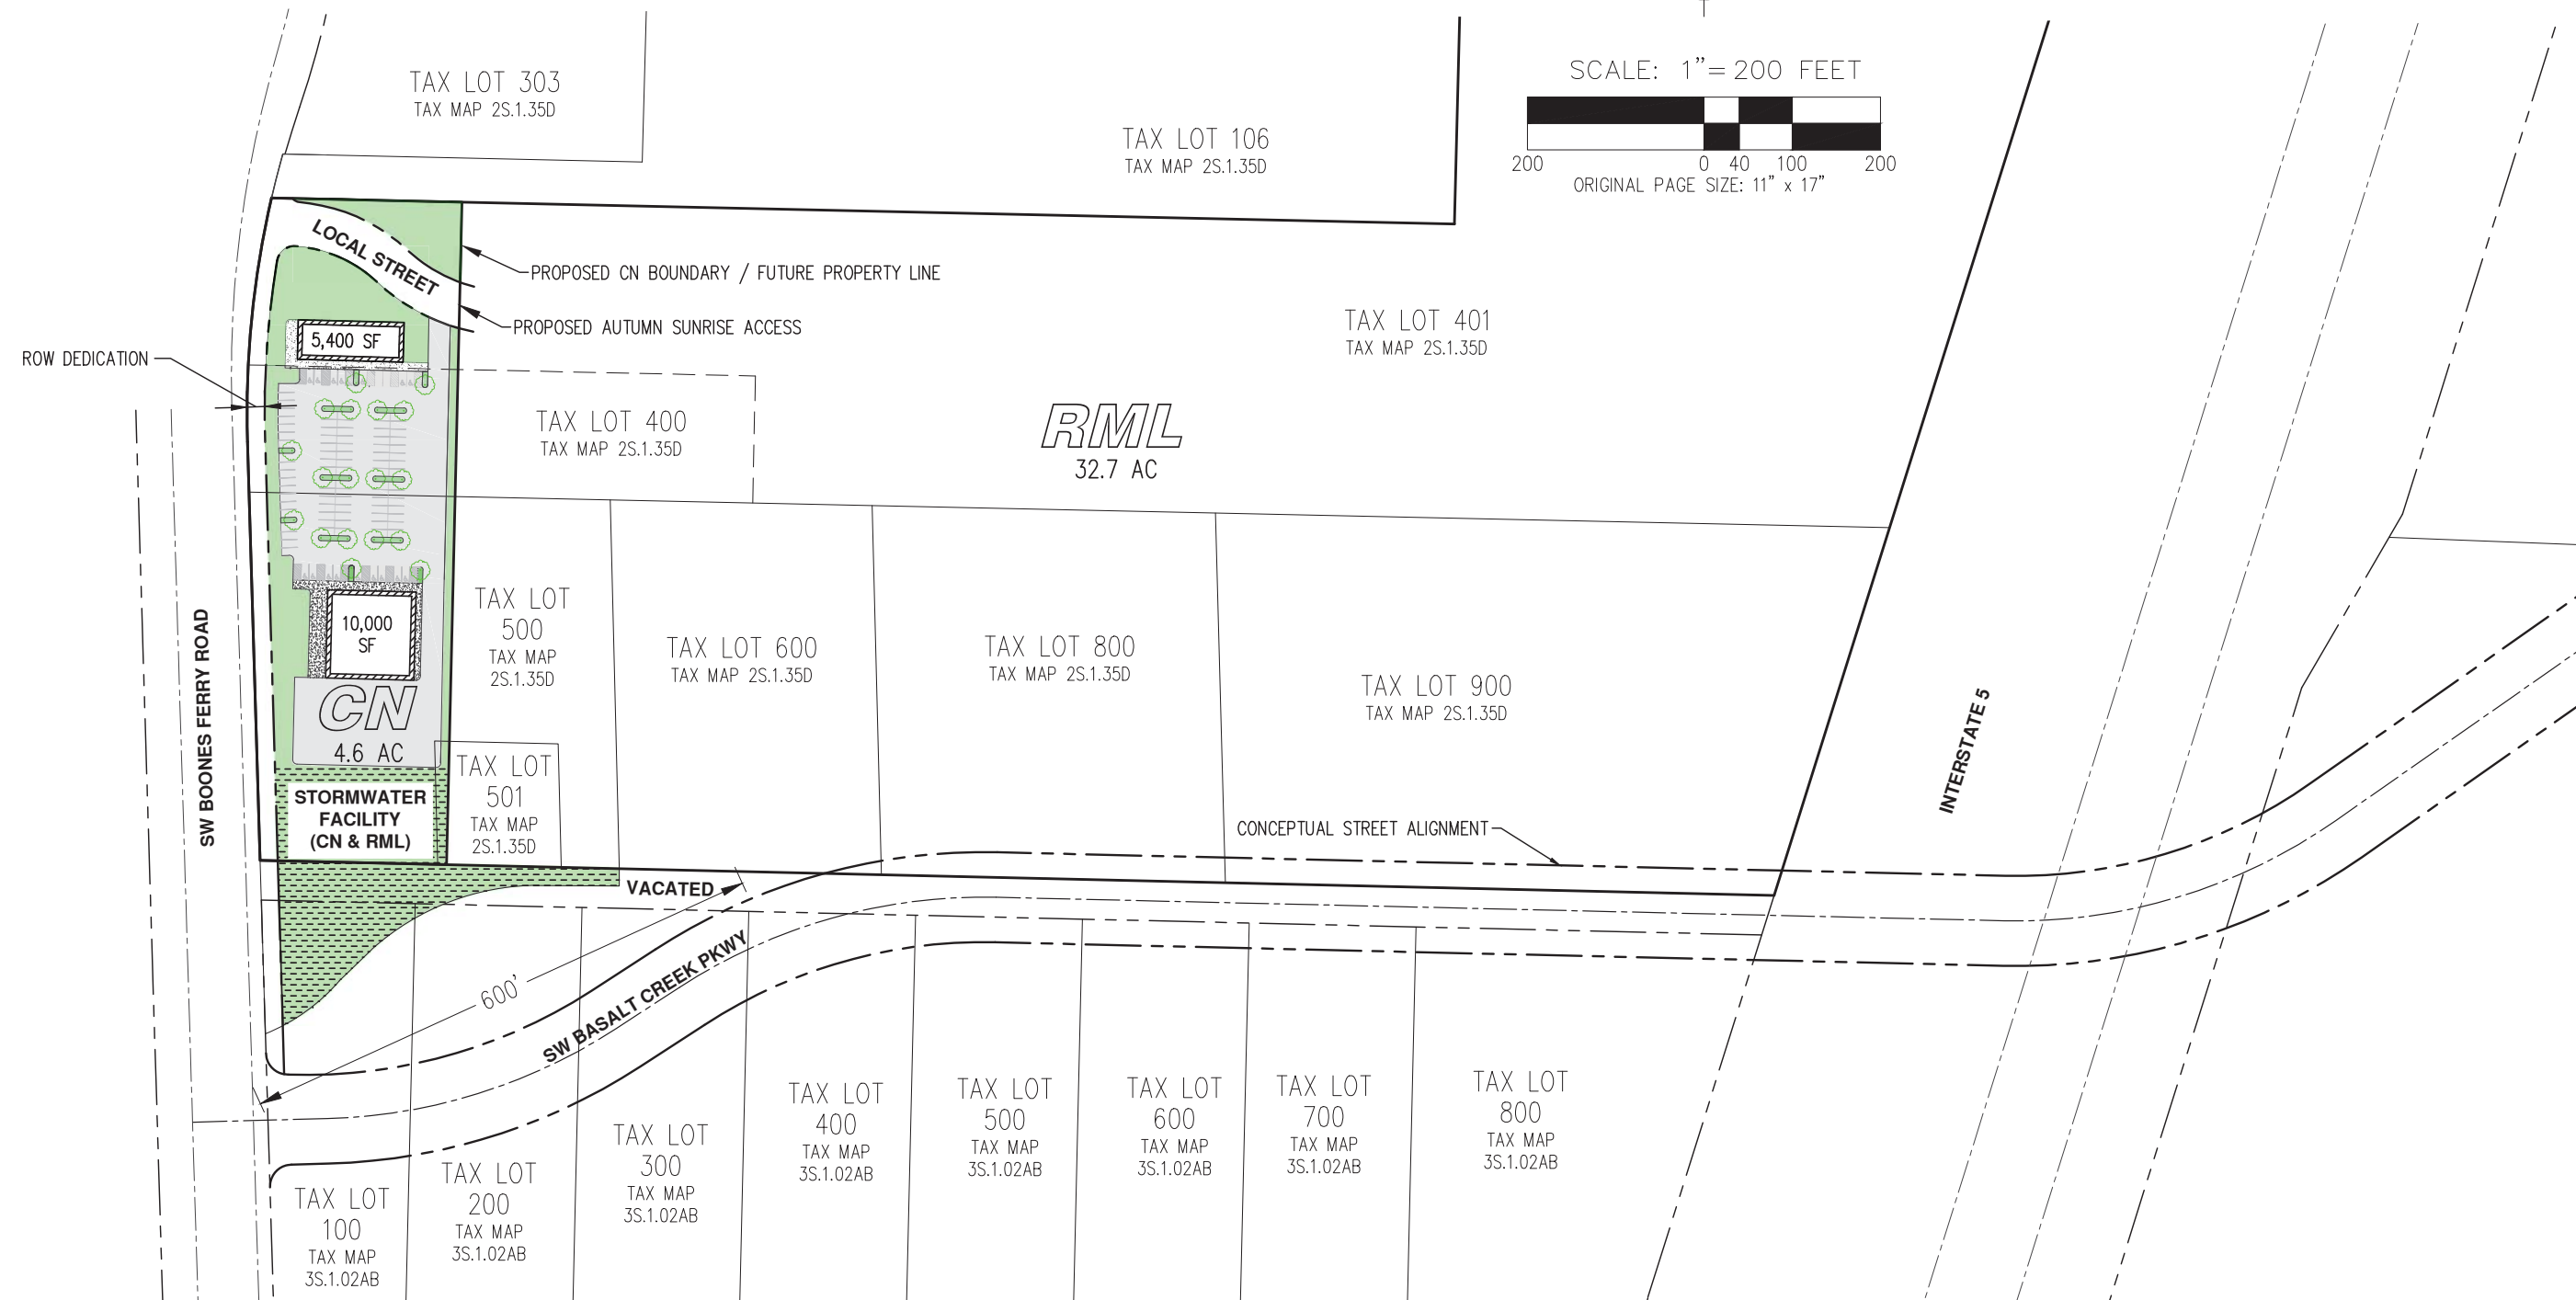 TAX LOT 303
TAX MAP 2S.1.35D
TAX LOT 106
TAX MAP 2S.1.35D
SCALE: 1”= 200 FEET
200 0 40 100 200
ORIGINAL PAGE SIZE: 11” x 17”
LOCAL STREET
PROPOSED CN BOUNDARY / FUTURE PROPERTY LINE
PROPOSED AUTUMN SUNRISE ACCESS
TAX LOT 401
TAX MAP 2S.1.35D
5,400 SF
ROW DEDICATION
TAX LOT 400
TAX MAP 2S.1.35D
RML
32.7 AC
SW BOONES FERRY ROAD
10,000
SF
CN
4.6 AC
TAX LOT
500
TAX MAP
2S.1.35D
TAX LOT 600
TAX MAP 2S.1.35D
TAX LOT 800
TAX MAP 2S.1.35D
TAX LOT 900
TAX MAP 2S.1.35D
INTERSTATE 5
STORMWATER
FACILITY
(CN & RML)
TAX LOT
501
TAX MAP
2S.1.35D
CONCEPTUAL STREET ALIGNMENT
VACATED
600'
SW BASALT CREEK PKWY
TAX LOT
100
TAX MAP
3S.1.02AB
TAX LOT
200
TAX MAP
3S.1.02AB
TAX LOT
300
TAX MAP
3S.1.02AB
TAX LOT
400
TAX MAP
3S.1.02AB
TAX LOT
500
TAX MAP
3S.1.02AB
TAX LOT
600
TAX MAP
3S.1.02AB
TAX LOT
700
TAX MAP
3S.1.02AB
TAX LOT
800
TAX MAP
3S.1.02AB